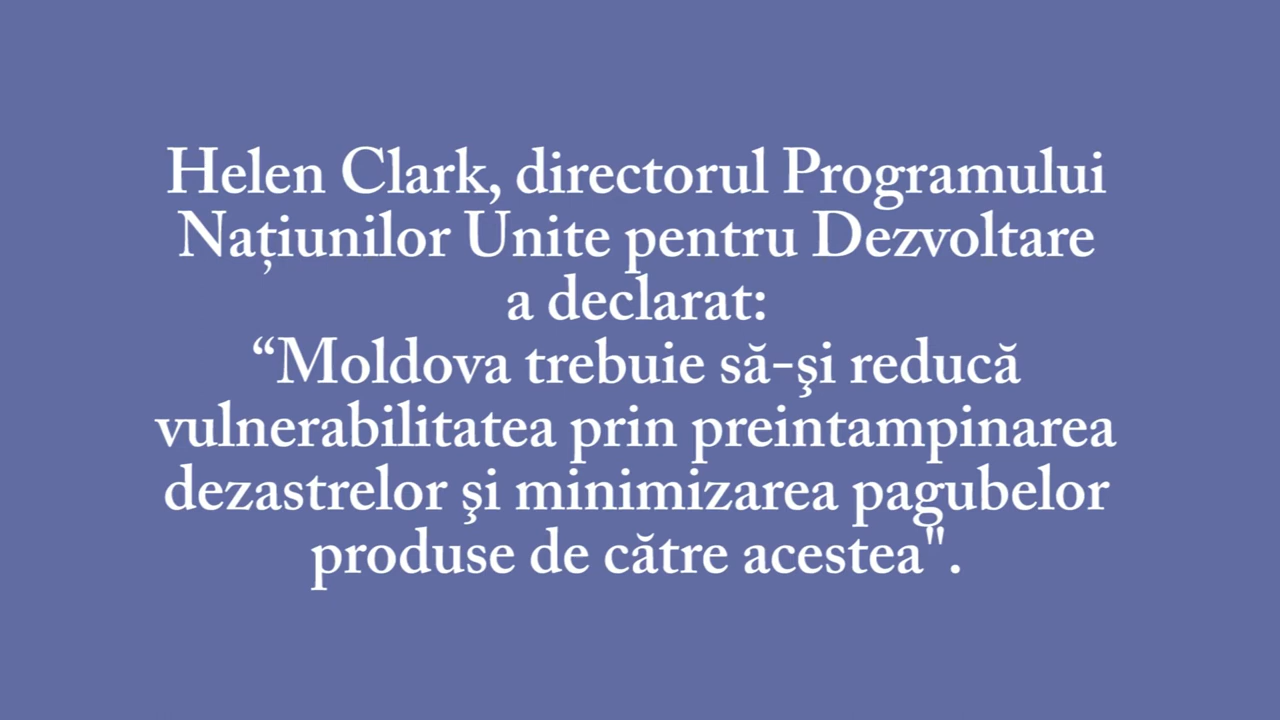 Helen Clark, directorul Programului
Națiunilor Unite pentru Dezvoltare
a declarat:
“Moldova trebuie să-şi reducă
vulnerabilitatea prin preintampinarea
dezastrelor şi minimizarea pagubelor
produse de către acestea".